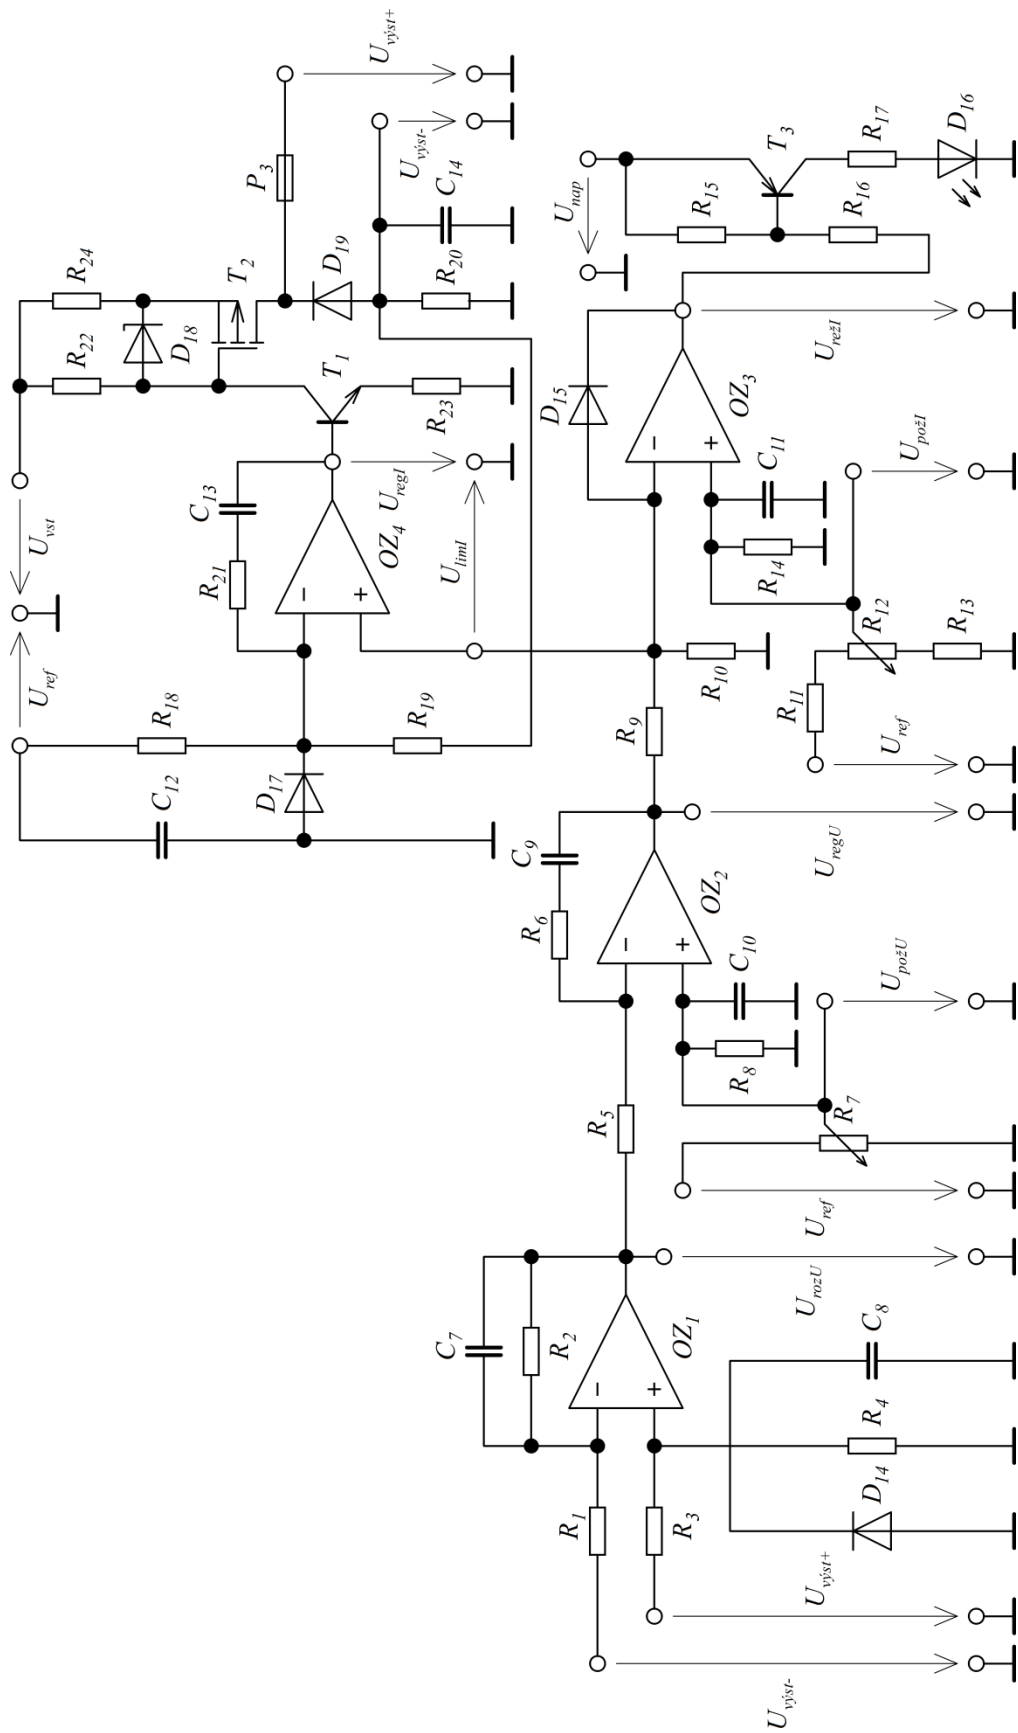 U_ref
U_vst
R_22
R_24
C_12
R_18
C_13
R_21
D_18
T_2
P_3
D_17
OZ_4
T_1
D_19
U_výst+
U_regI
R_19
U_limI
R_23
R_20
C_14
U_výst-
C_7
R_2
R_6
C_9
D_15
U_nap
R_1
OZ_1
R_5
−
+
−
+
−
+
−
+
R_3
OZ_2
R_9
OZ_3
R_15
T_3
R_8
C_10
R_10
R_14
C_11
R_16
R_17
R_7
R_11
R_12
D_14
R_4
C_8
R_13
D_16
U_výst-
U_výst+
U_rozU
U_ref
U_požU
U_regU
U_ref
U_požI
U_režI